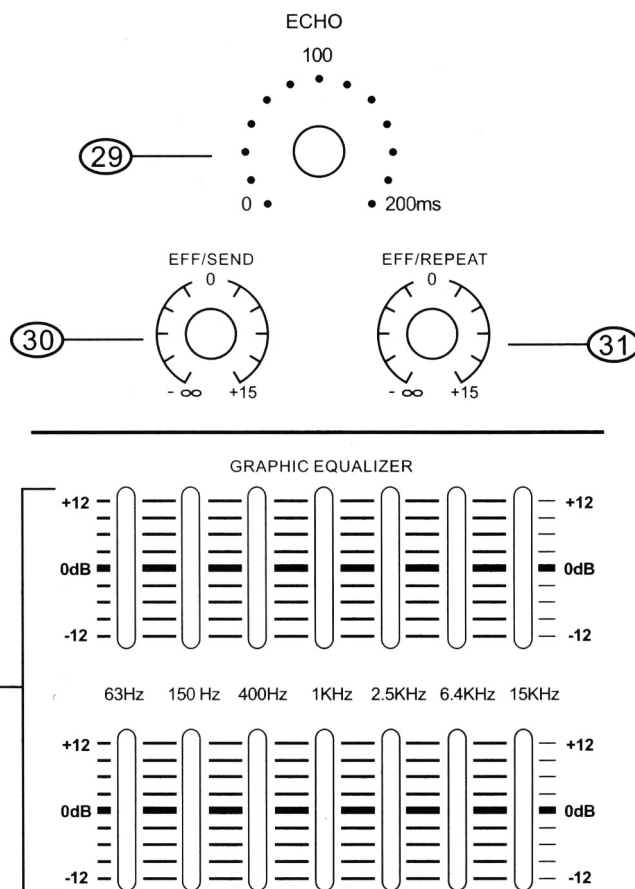 ECHO
100
29
0 200ms
EFF/SEND EFF/REPEAT
0 0
30 31
- ∞ +15 - ∞ +15
GRAPHIC EQUALIZER
+12 +12
0dB 0dB
-12 -12
63Hz 150 Hz 400Hz 1KHz 2.5KHz 6.4KHz 15KHz
+12 +12
0dB 0dB
-12 -12